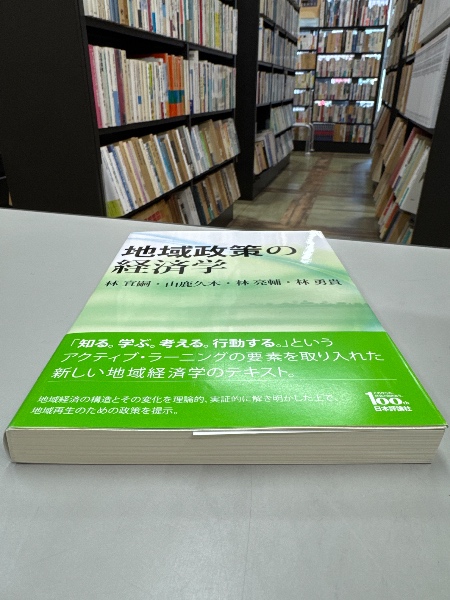 地域政策の
経済学
林 宜嗣・山鹿久木・林 亮輔・林 勇貴
「知る。学ぶ。考える。行動する。」という
アクティブ・ラーニングの要素を取り入れた
新しい地域経済学のテキスト。
地域経済の構造とその変化を理論的、実証的に解き明かした上で、
地域再生のための政策を提示。
100th
日本評論社